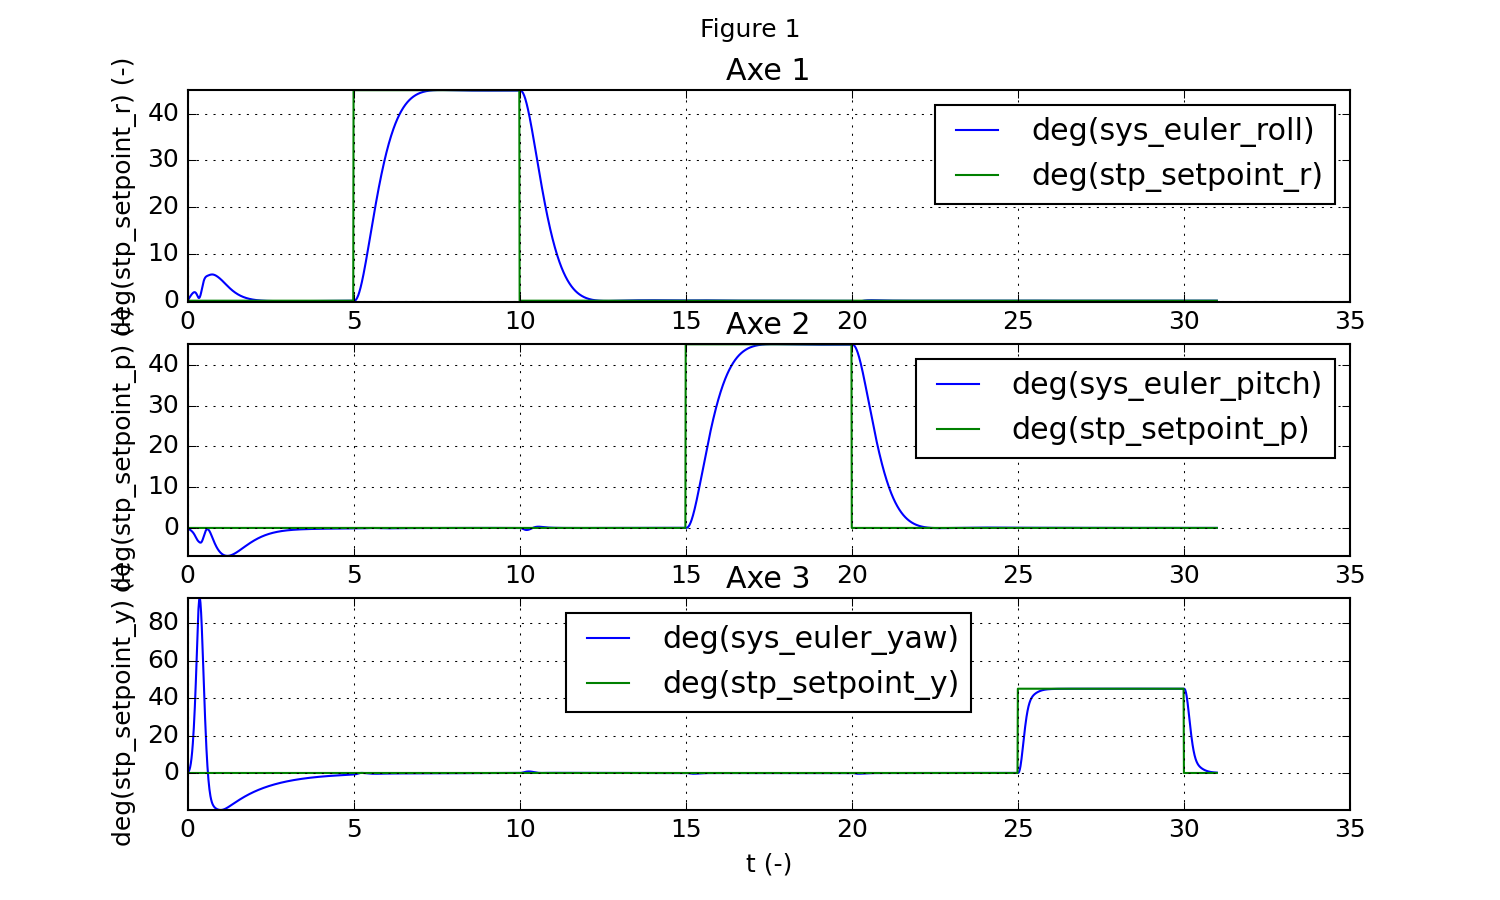 Figure 1
Axe 1
deg(stp_setpoint_r) (-)
40
30
20
10
0
deg(sys_euler_roll)
deg(stp_setpoint_r)
0 5 10 15 20 25 30 35
Axe 2
deg(stp_setpoint_p) (-)
40
30
20
10
0
deg(sys_euler_pitch)
deg(stp_setpoint_p)
0 5 10 15 20 25 30 35
Axe 3
deg(stp_setpoint_y) (-)
80
60
40
20
0
deg(sys_euler_yaw)
deg(stp_setpoint_y)
0 5 10 15 20 25 30 35
t (-)